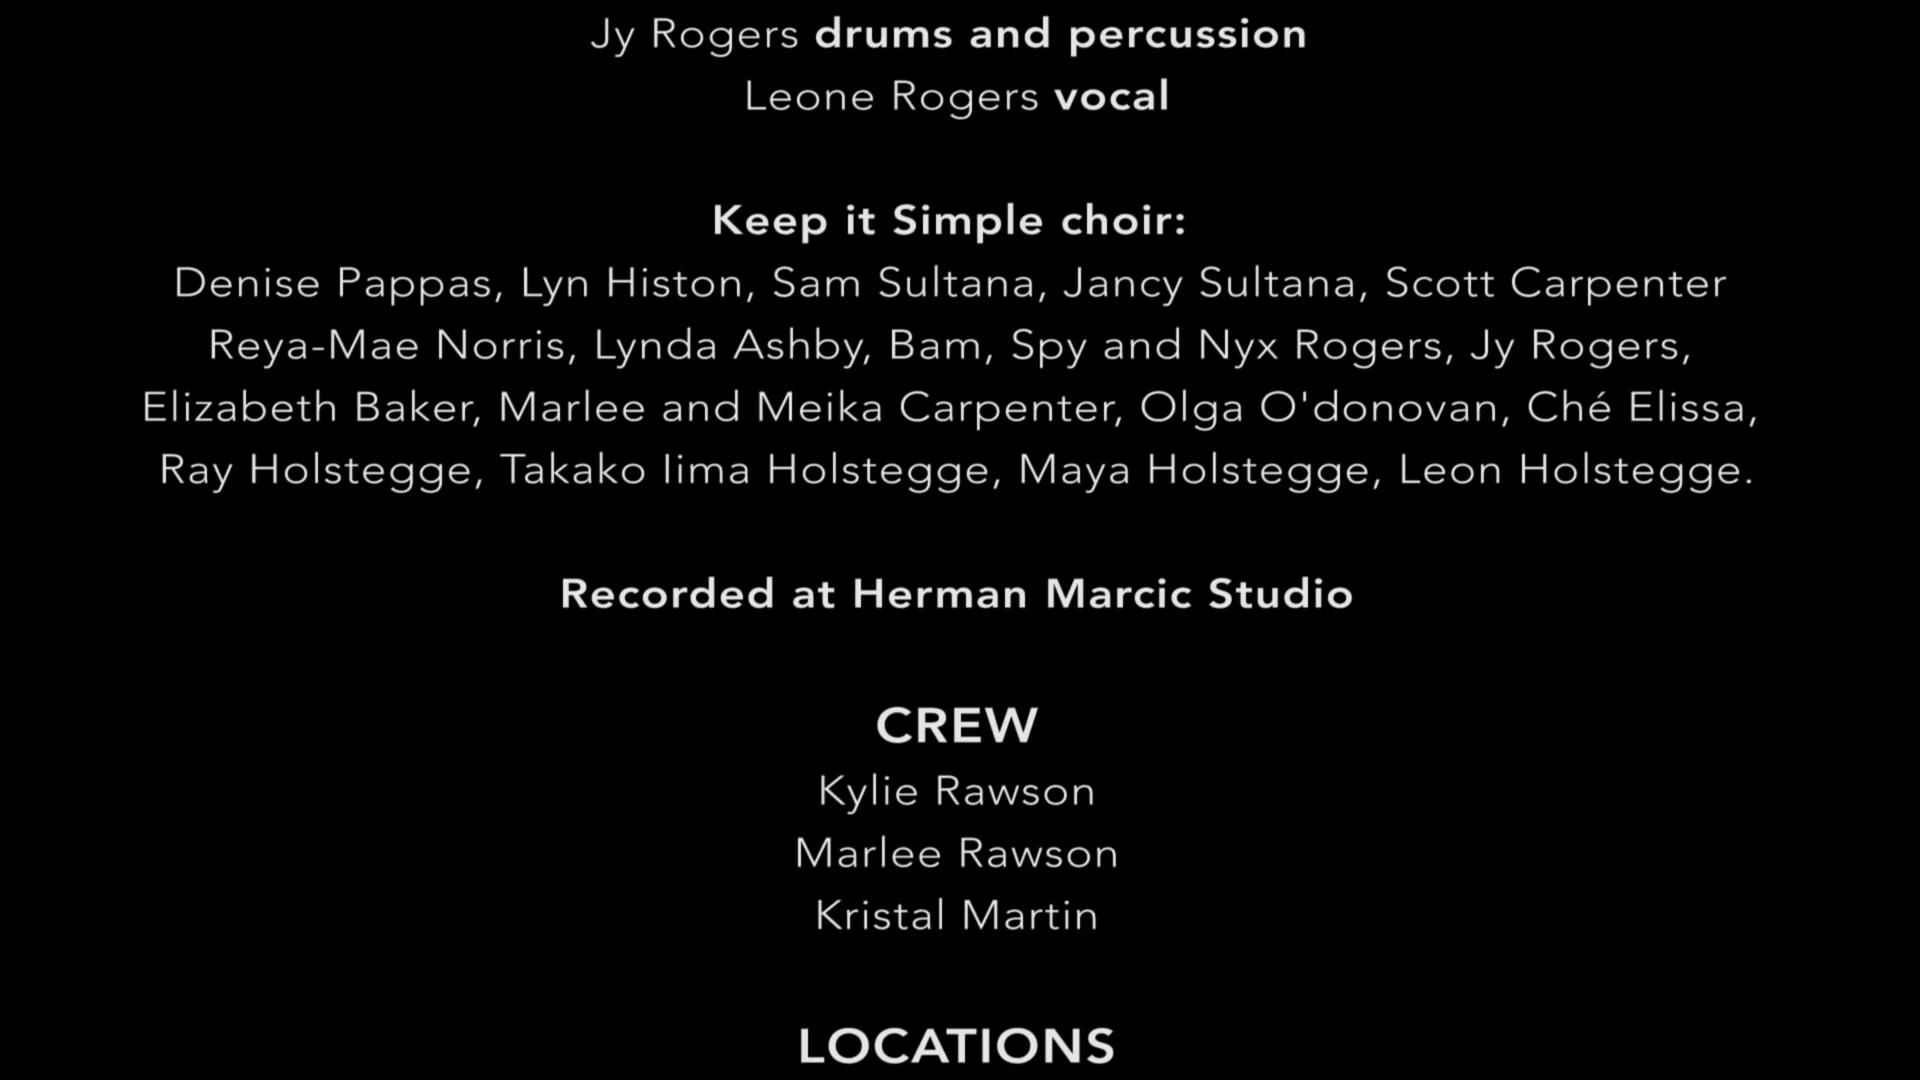 Jy Rogers drums and percussion
Leone Rogers vocal
Keep it Simple choir:
Denise Pappas, Lyn Histon, Sam Sultana, Jancy Sultana, Scott Carpenter
Reya-Mae Norris, Lynda Ashby, Bam, Spy and Nyx Rogers, Jy Rogers,
Elizabeth Baker, Marlee and Meika Carpenter, Olga O'donovan, Ché Elissa,
Ray Holstegge, Takako Iima Holstegge, Maya Holstegge, Leon Holstegge.
Recorded at Herman Marcic Studio
CREW
Kylie Rawson
Marlee Rawson
Kristal Martin
LOCATIONS